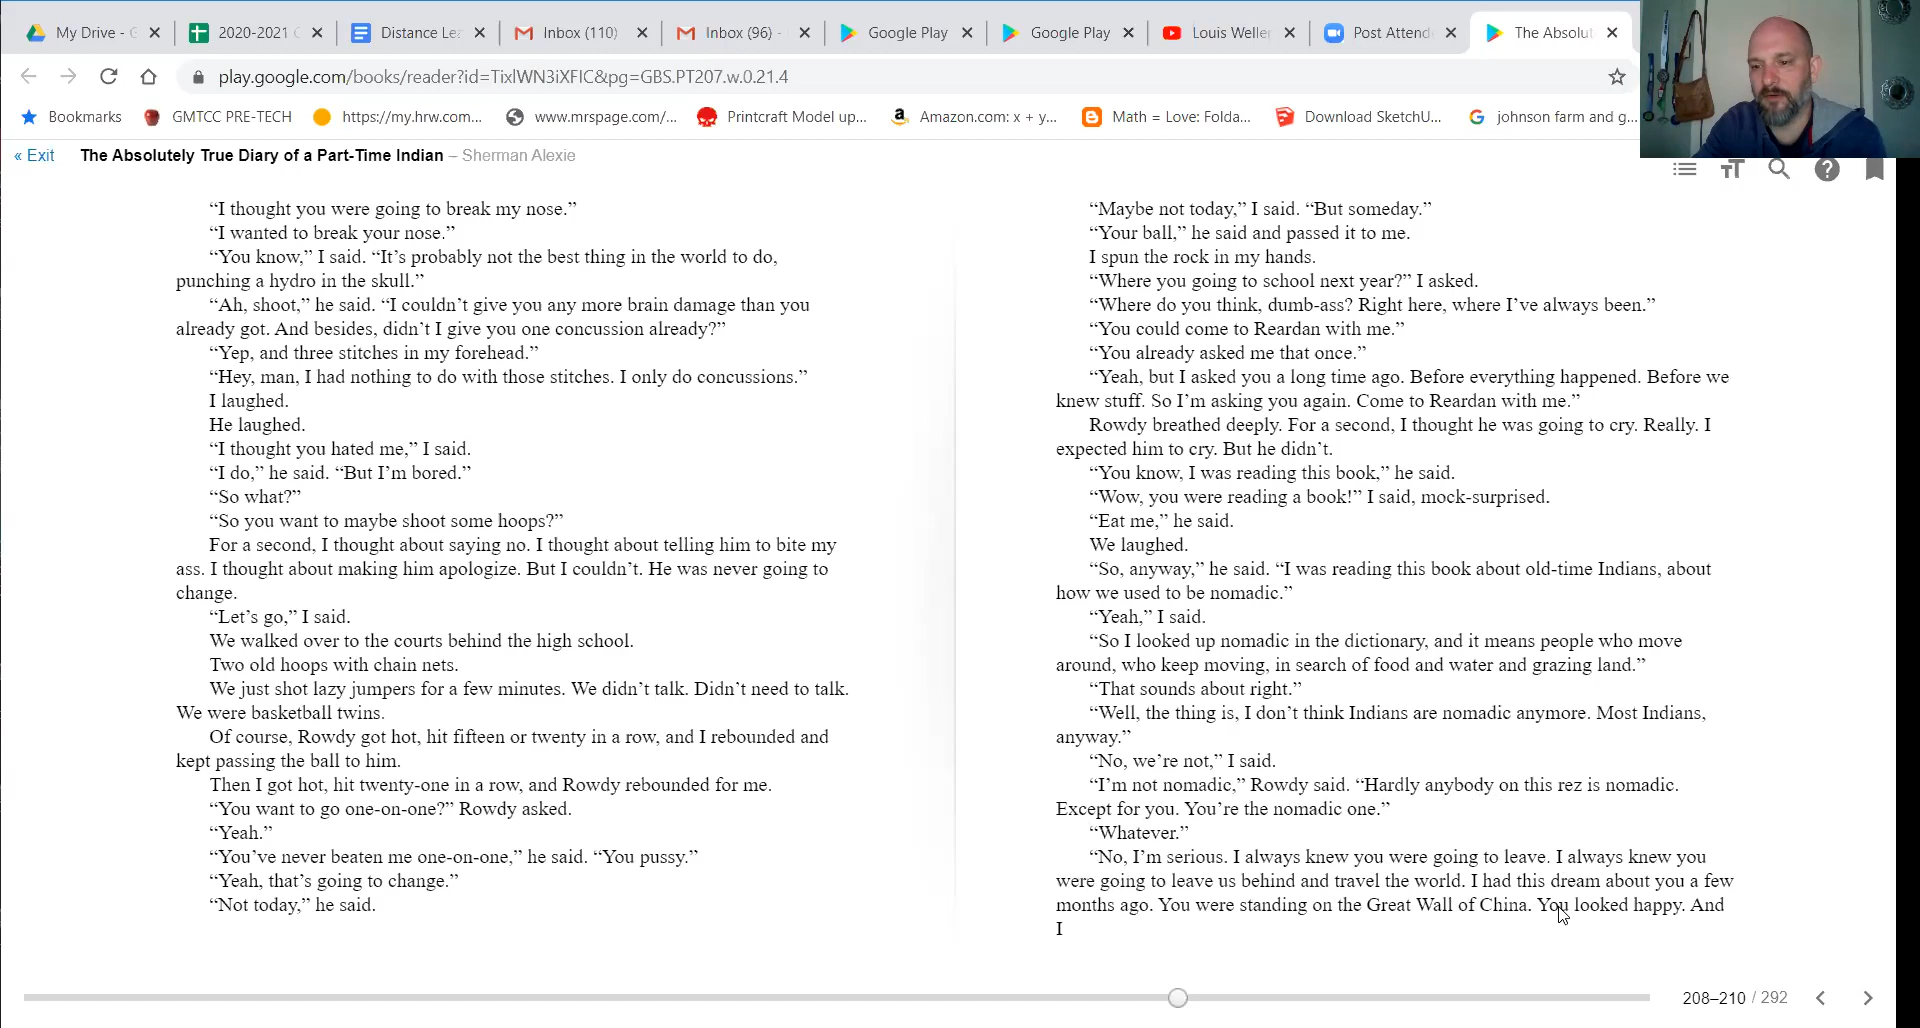 My Drive - G
2020-2021 C
Distance Lea
Inbox (110)
Inbox (96) -
Google Play
Google Play
Louis Weller
Post Attende
The Absolut
play.google.com/books/reader?id=TixlWN3iXFIC&pg=GBS.PT207.w.0.21.4
Bookmarks
GMTCC PRE-TECH
https://my.hrw.com...
www.mrspage.com/...
Printcraft Model up...
Amazon.com: x + y...
Math = Love: Folda...
Download SketchU...
johnson farm and g...
« Exit
The Absolutely True Diary of a Part-Time Indian – Sherman Alexie
“I thought you were going to break my nose.”
“I wanted to break your nose.”
“You know,” I said. “It’s probably not the best thing in the world to do,
punching a hydro in the skull.”
“Ah, shoot,” he said. “I couldn’t give you any more brain damage than you
already got. And besides, didn’t I give you one concussion already?”
“Yep, and three stitches in my forehead.”
“Hey, man, I had nothing to do with those stitches. I only do concussions.”
I laughed.
He laughed.
“I thought you hated me,” I said.
“I do,” he said. “But I’m bored.”
“So what?”
“So you want to maybe shoot some hoops?”
For a second, I thought about saying no. I thought about telling him to bite my
ass. I thought about making him apologize. But I couldn’t. He was never going to
change.
“Let’s go,” I said.
We walked over to the courts behind the high school.
Two old hoops with chain nets.
We just shot lazy jumpers for a few minutes. We didn’t talk. Didn’t need to talk.
We were basketball twins.
Of course, Rowdy got hot, hit fifteen or twenty in a row, and I rebounded and
kept passing the ball to him.
Then I got hot, hit twenty-one in a row, and Rowdy rebounded for me.
“You want to go one-on-one?” Rowdy asked.
“Yeah.”
“You’ve never beaten me one-on-one,” he said. “You pussy.”
“Yeah, that’s going to change.”
“Not today,” he said.
“Maybe not today,” I said. “But someday.”
“Your ball,” he said and passed it to me.
I spun the rock in my hands.
“Where you going to school next year?” I asked.
“Where do you think, dumb-ass? Right here, where I’ve always been.”
“You could come to Reardan with me.”
“You already asked me that once.”
“Yeah, but I asked you a long time ago. Before everything happened. Before we
knew stuff. So I’m asking you again. Come to Reardan with me.”
Rowdy breathed deeply. For a second, I thought he was going to cry. Really. I
expected him to cry. But he didn’t.
“You know, I was reading this book,” he said.
“Wow, you were reading a book!” I said, mock-surprised.
“Eat me,” he said.
We laughed.
“So, anyway,” he said. “I was reading this book about old-time Indians, about
how we used to be nomadic.”
“Yeah,” I said.
“So I looked up nomadic in the dictionary, and it means people who move
around, who keep moving, in search of food and water and grazing land.”
“That sounds about right.”
“Well, the thing is, I don’t think Indians are nomadic anymore. Most Indians,
anyway.”
“No, we’re not,” I said.
“I’m not nomadic,” Rowdy said. “Hardly anybody on this rez is nomadic.
Except for you. You’re the nomadic one.”
“Whatever.”
“No, I’m serious. I always knew you were going to leave. I always knew you
were going to leave us behind and travel the world. I had this dream about you a few
months ago. You were standing on the Great Wall of China. You looked happy. And
I
208–210 / 292